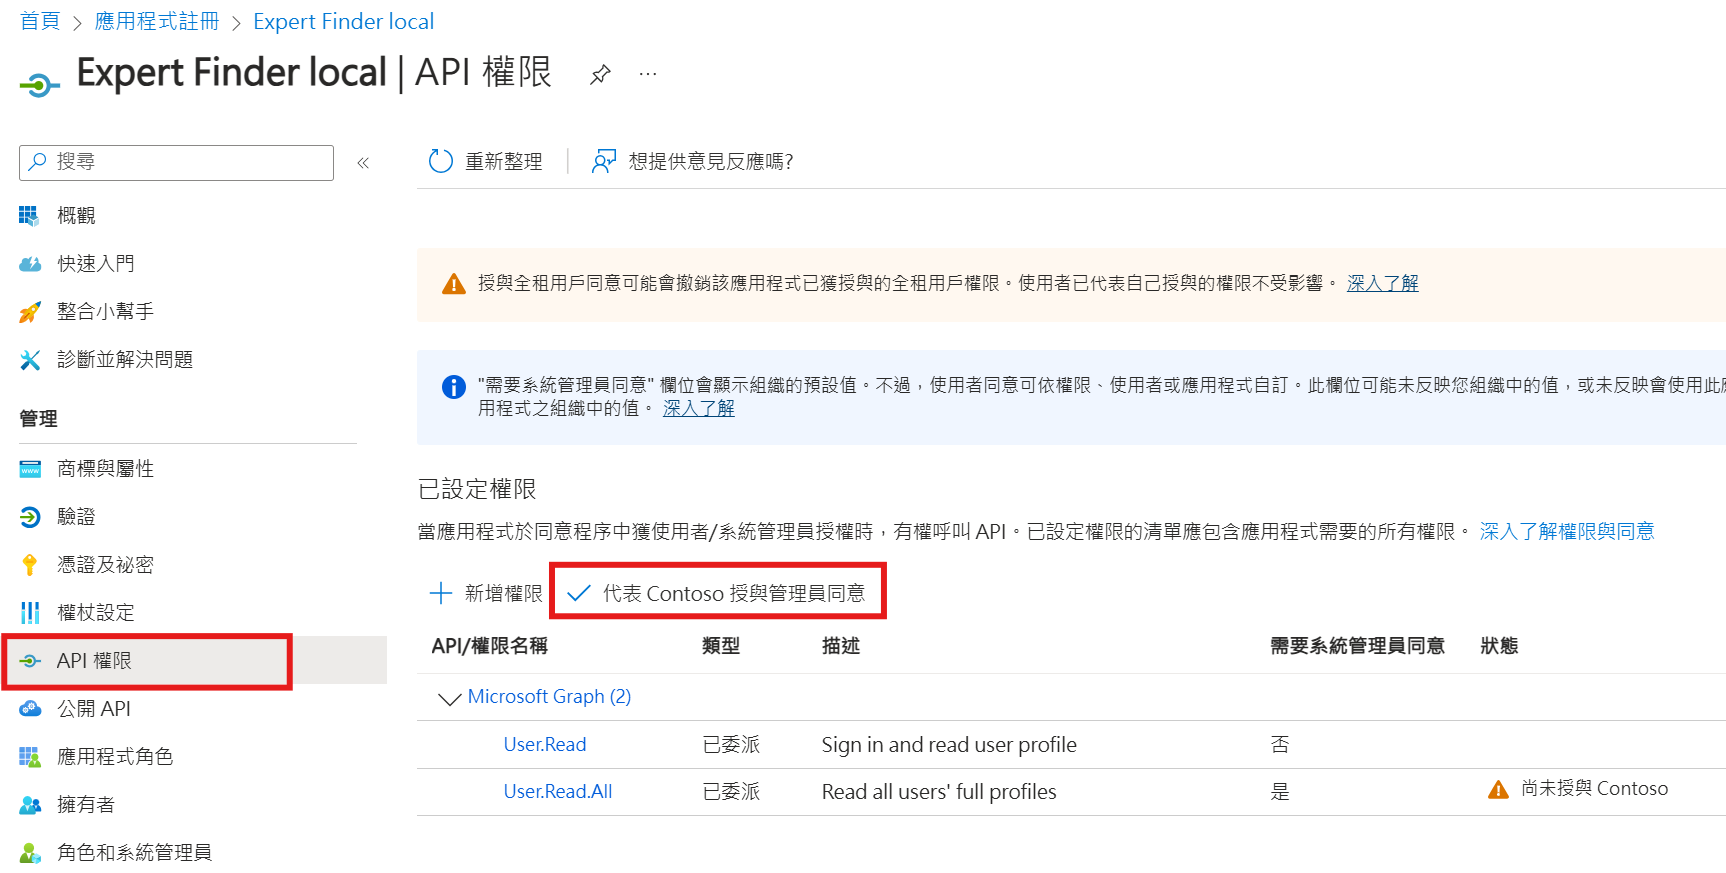 首頁 > 應用程式註冊 > Expert Finder local
Expert Finder local | API 權限
搜尋
重新整理
想提供意見反應嗎?
概觀
快速入門
整合小幫手
診斷並解決問題
管理
商標與屬性
驗證
憑證及祕密
權杖設定
API 權限
公開 API
應用程式角色
擁有者
角色和系統管理員
授與全租用戶同意可能會撤銷該應用程式已獲授與的全租用戶權限。使用者已代表自己授與的權限不受影響。 深入了解
"需要系統管理員同意" 欄位會顯示組織的預設值。不過，使用者同意可依權限、使用者或應用程式自訂。此欄位可能未反映您組織中的值，或未反映會使用此應
用程式之組織中的值。 深入了解
已設定權限
當應用程式於同意程序中獲使用者/系統管理員授權時，有權呼叫 API。已設定權限的清單應包含應用程式需要的所有權限。 深入了解權限與同意
新增權限 代表 Contoso 授與管理員同意
API/權限名稱 類型 描述 需要系統管理員同意 狀態
Microsoft Graph (2)
User.Read 已委派 Sign in and read user profile 否
User.Read.All 已委派 Read all users' full profiles 是 尚未授與 Contoso